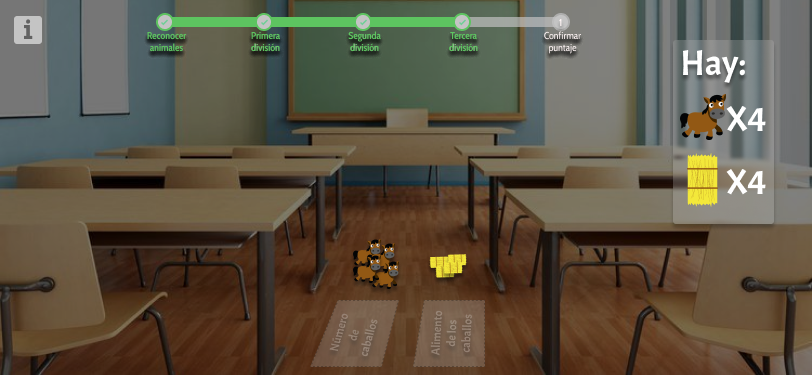 i
Reconocer
animales
Primera
división
Segunda
división
Tercera
división
!
Confirmar
puntaje
Hay:
X4
X4
Número
de
caballos
Alimento
de los
caballos